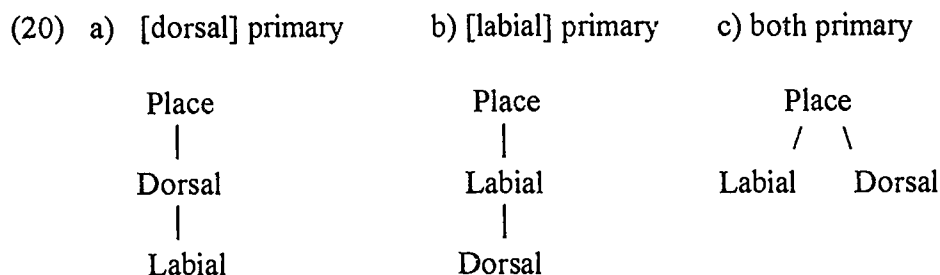 (20) a) [dorsal] primary b) [labial] primary c) both primary
Place Place Place
| | / \
Dorsal Labial Labial Dorsal
| |
Labial Dorsal